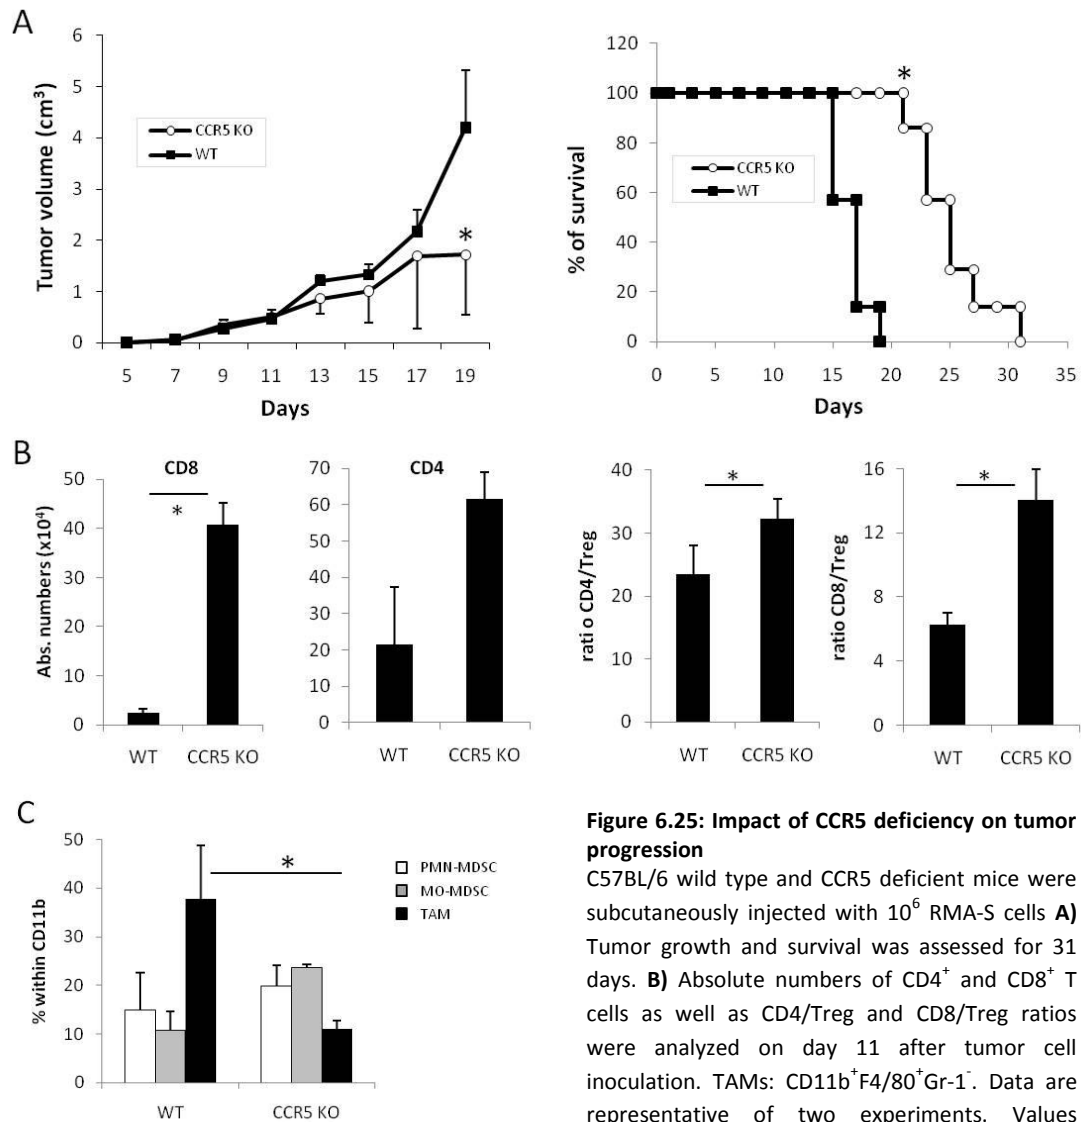 A
Tumor volume (cm³)
6
5
4
3
2
1
0
CCR5 KO
WT
*
5 7 9 11 13 15 17 19
Days
% of survival
120
100
80
60
40
20
0
*
CCR5 KO
WT
0 5 10 15 20 25 30 35
Days
B
CD8
Abs. numbers (x10⁴)
50
40
30
20
10
0
*
WT CCR5 KO
CD4
70
60
50
40
30
20
10
0
WT CCR5 KO
rati o CD4/Treg
40
30
20
10
0
*
WT CCR5 KO
ratio CD8/Treg
16
12
8
4
0
*
WT CCR5 KO
C
% within CD11b
50
40
30
20
10
0
*
PMN-MDSC
MO-MDSC
TAM
WT CCR5 KO
Figure 6.25: Impact of CCR5 deficiency on tumor
progression
C57BL/6 wild type and CCR5 deficient mice were
subcutaneously injected with 10⁶ RMA-S cells A)
Tumor growth and survival was assessed for 31
days. B) Absolute numbers of CD4⁺ and CD8⁺ T
cells as well as CD4/Treg and CD8/Treg ratios
were analyzed on day 11 after tumor cell
inoculation. TAMs: CD11b⁺F4/80⁺Gr-1⁻. Data are
representative of two experiments. Values